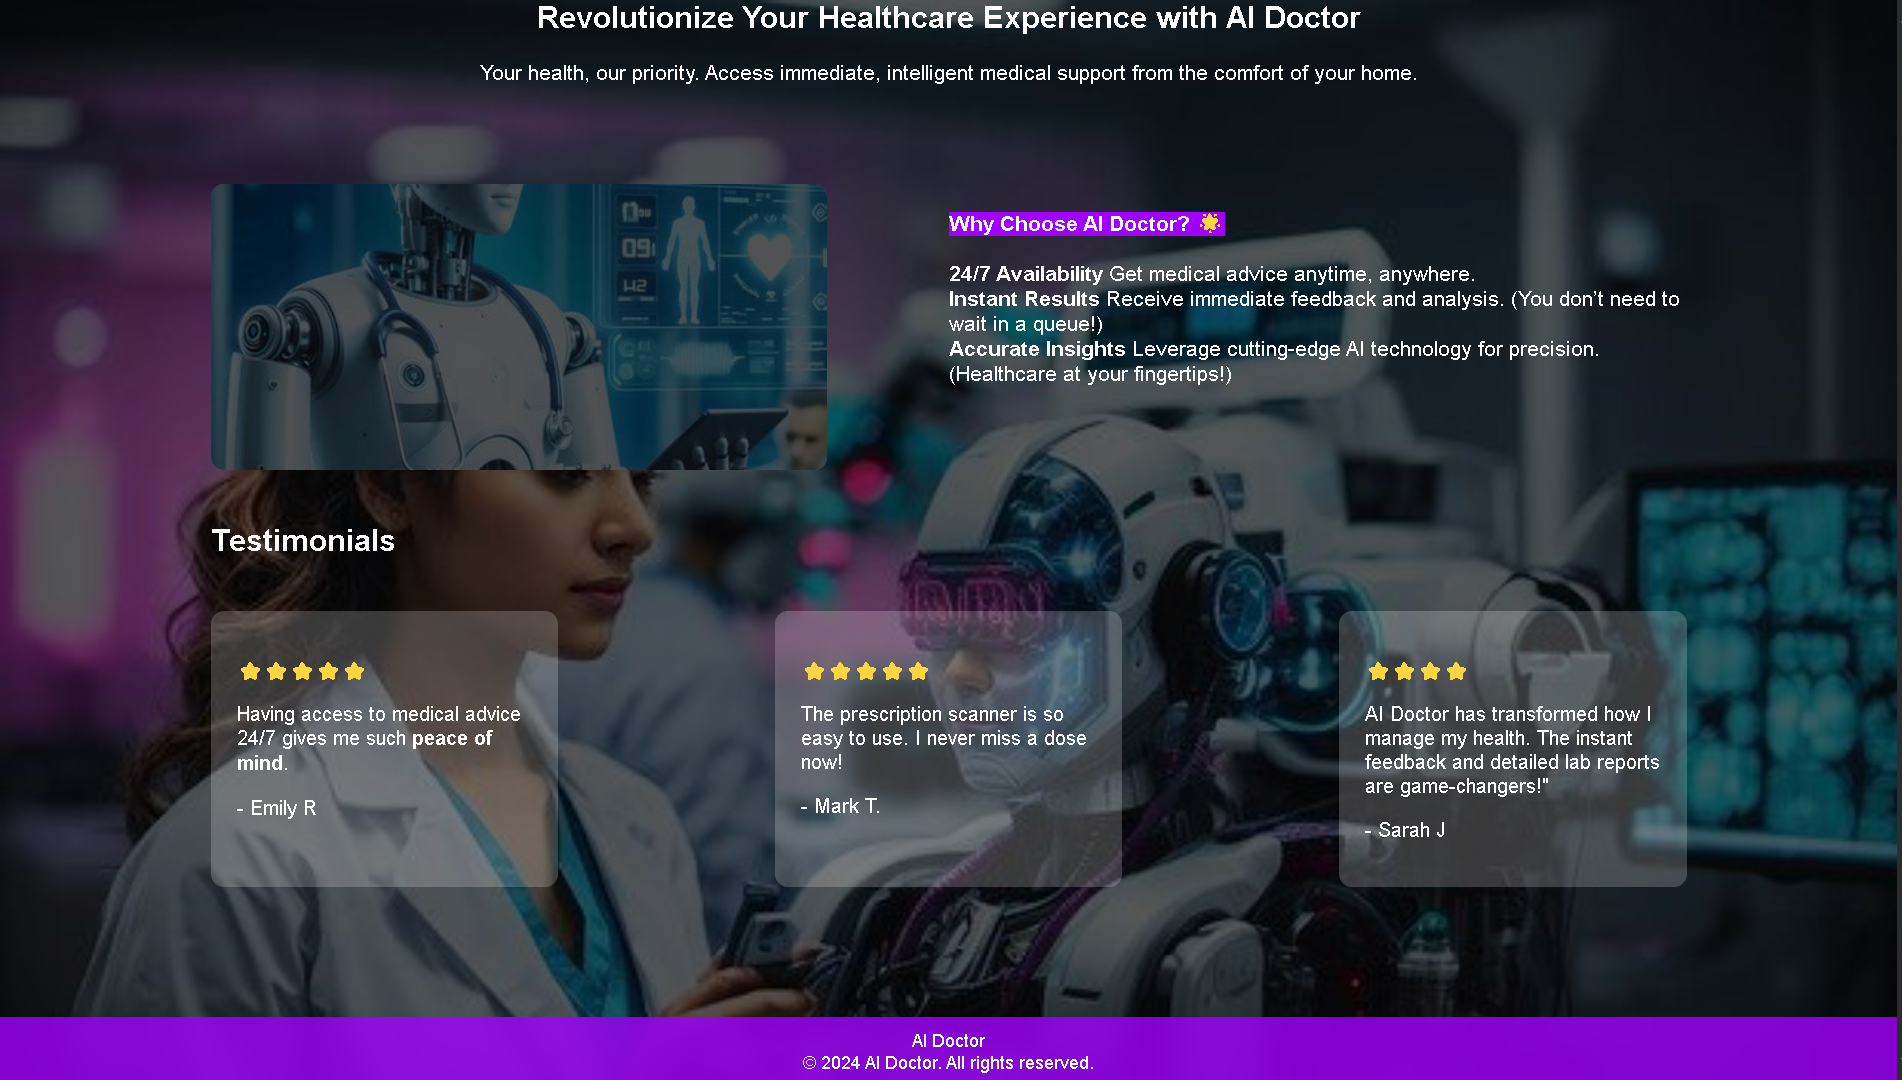 Revolutionize Your Healthcare Experience with AI Doctor
Your health, our priority. Access immediate, intelligent medical support from the comfort of your home.
Why Choose AI Doctor? 🌟
24/7 Availability Get medical advice anytime, anywhere.
Instant Results Receive immediate feedback and analysis. (You don’t need to
wait in a queue!)
Accurate Insights Leverage cutting-edge AI technology for precision.
(Healthcare at your fingertips!)
Testimonials
⭐⭐⭐⭐⭐
Having access to medical advice
24/7 gives me such peace of
mind.
- Emily R
⭐⭐⭐⭐⭐
The prescription scanner is so
easy to use. I never miss a dose
now!
- Mark T.
⭐⭐⭐⭐
AI Doctor has transformed how I
manage my health. The instant
feedback and detailed lab reports
are game-changers!"
- Sarah J
AI Doctor
© 2024 AI Doctor. All rights reserved.